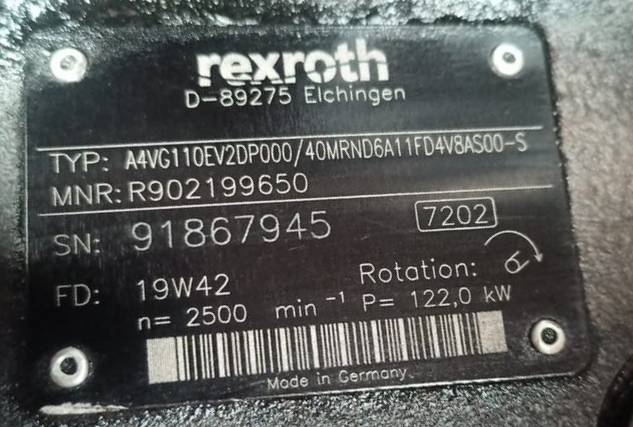 rexroth
D-89275 Elchingen
TYP: A4VG110EV2DP000/40MRND6A11FD4V8AS00-S
MNR: R902199650
SN: 91867945 7202
FD: 19W42 Rotation:
n= 2500 min⁻¹ P= 122,0 kW
Made in Germany